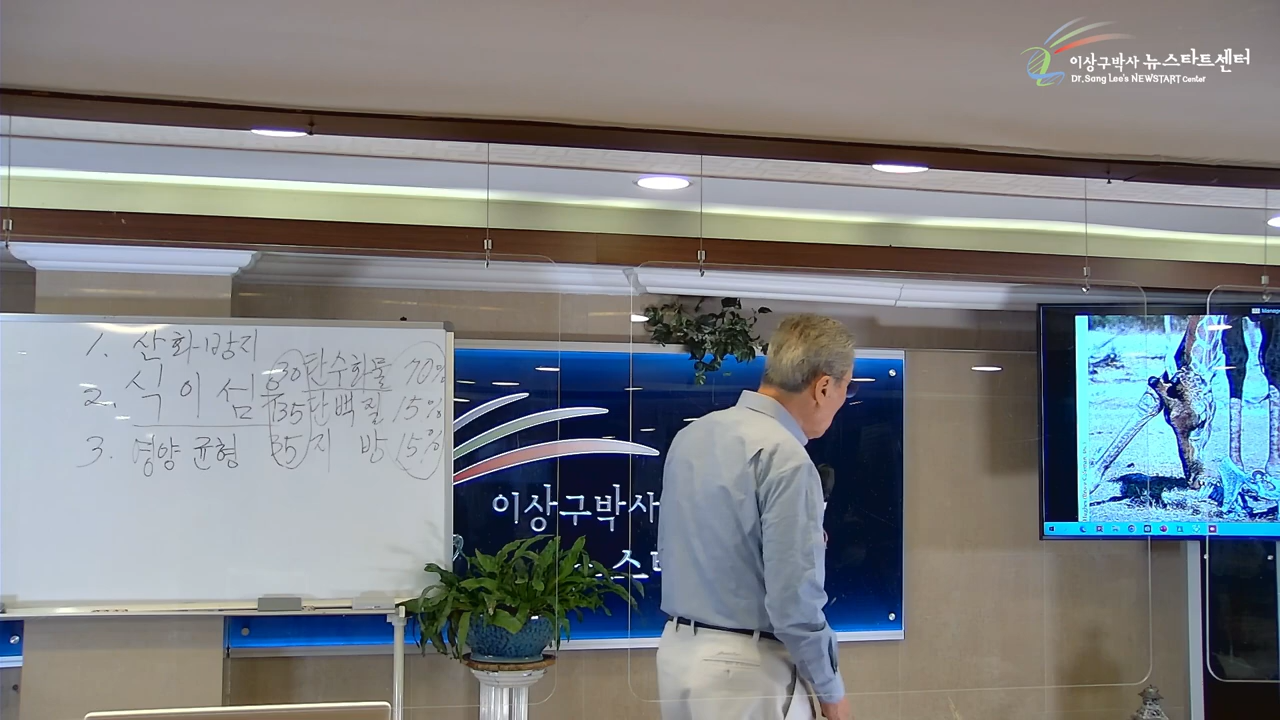 이상구박사 뉴스타트센터
Dr. Sang Lee's NEWSTART Center
1. 산화방지
2. 식이섬유
3. 영양 균형
30 탄수화물 70%
35 단백질 15%
35 지방 15%
이상구박사
스타